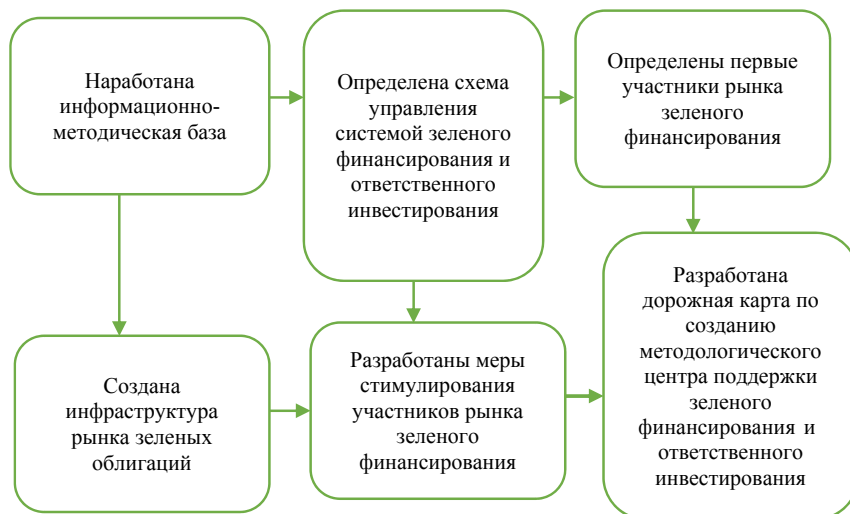 Наработана
информационно-
методическая база
Определена схема
управления
системой зеленого
финансирования и
ответственного
инвестирования
Определены первые
участники рынка
зеленого
финансирования
Создана
инфраструктура
рынка зеленых
облигаций
Разработаны меры
стимулирования
участников рынка
зеленого
финансирования
Разработана
дорожная карта по
созданию
методологического
центра поддержки
зеленого
финансирования и
ответственного
инвестирования